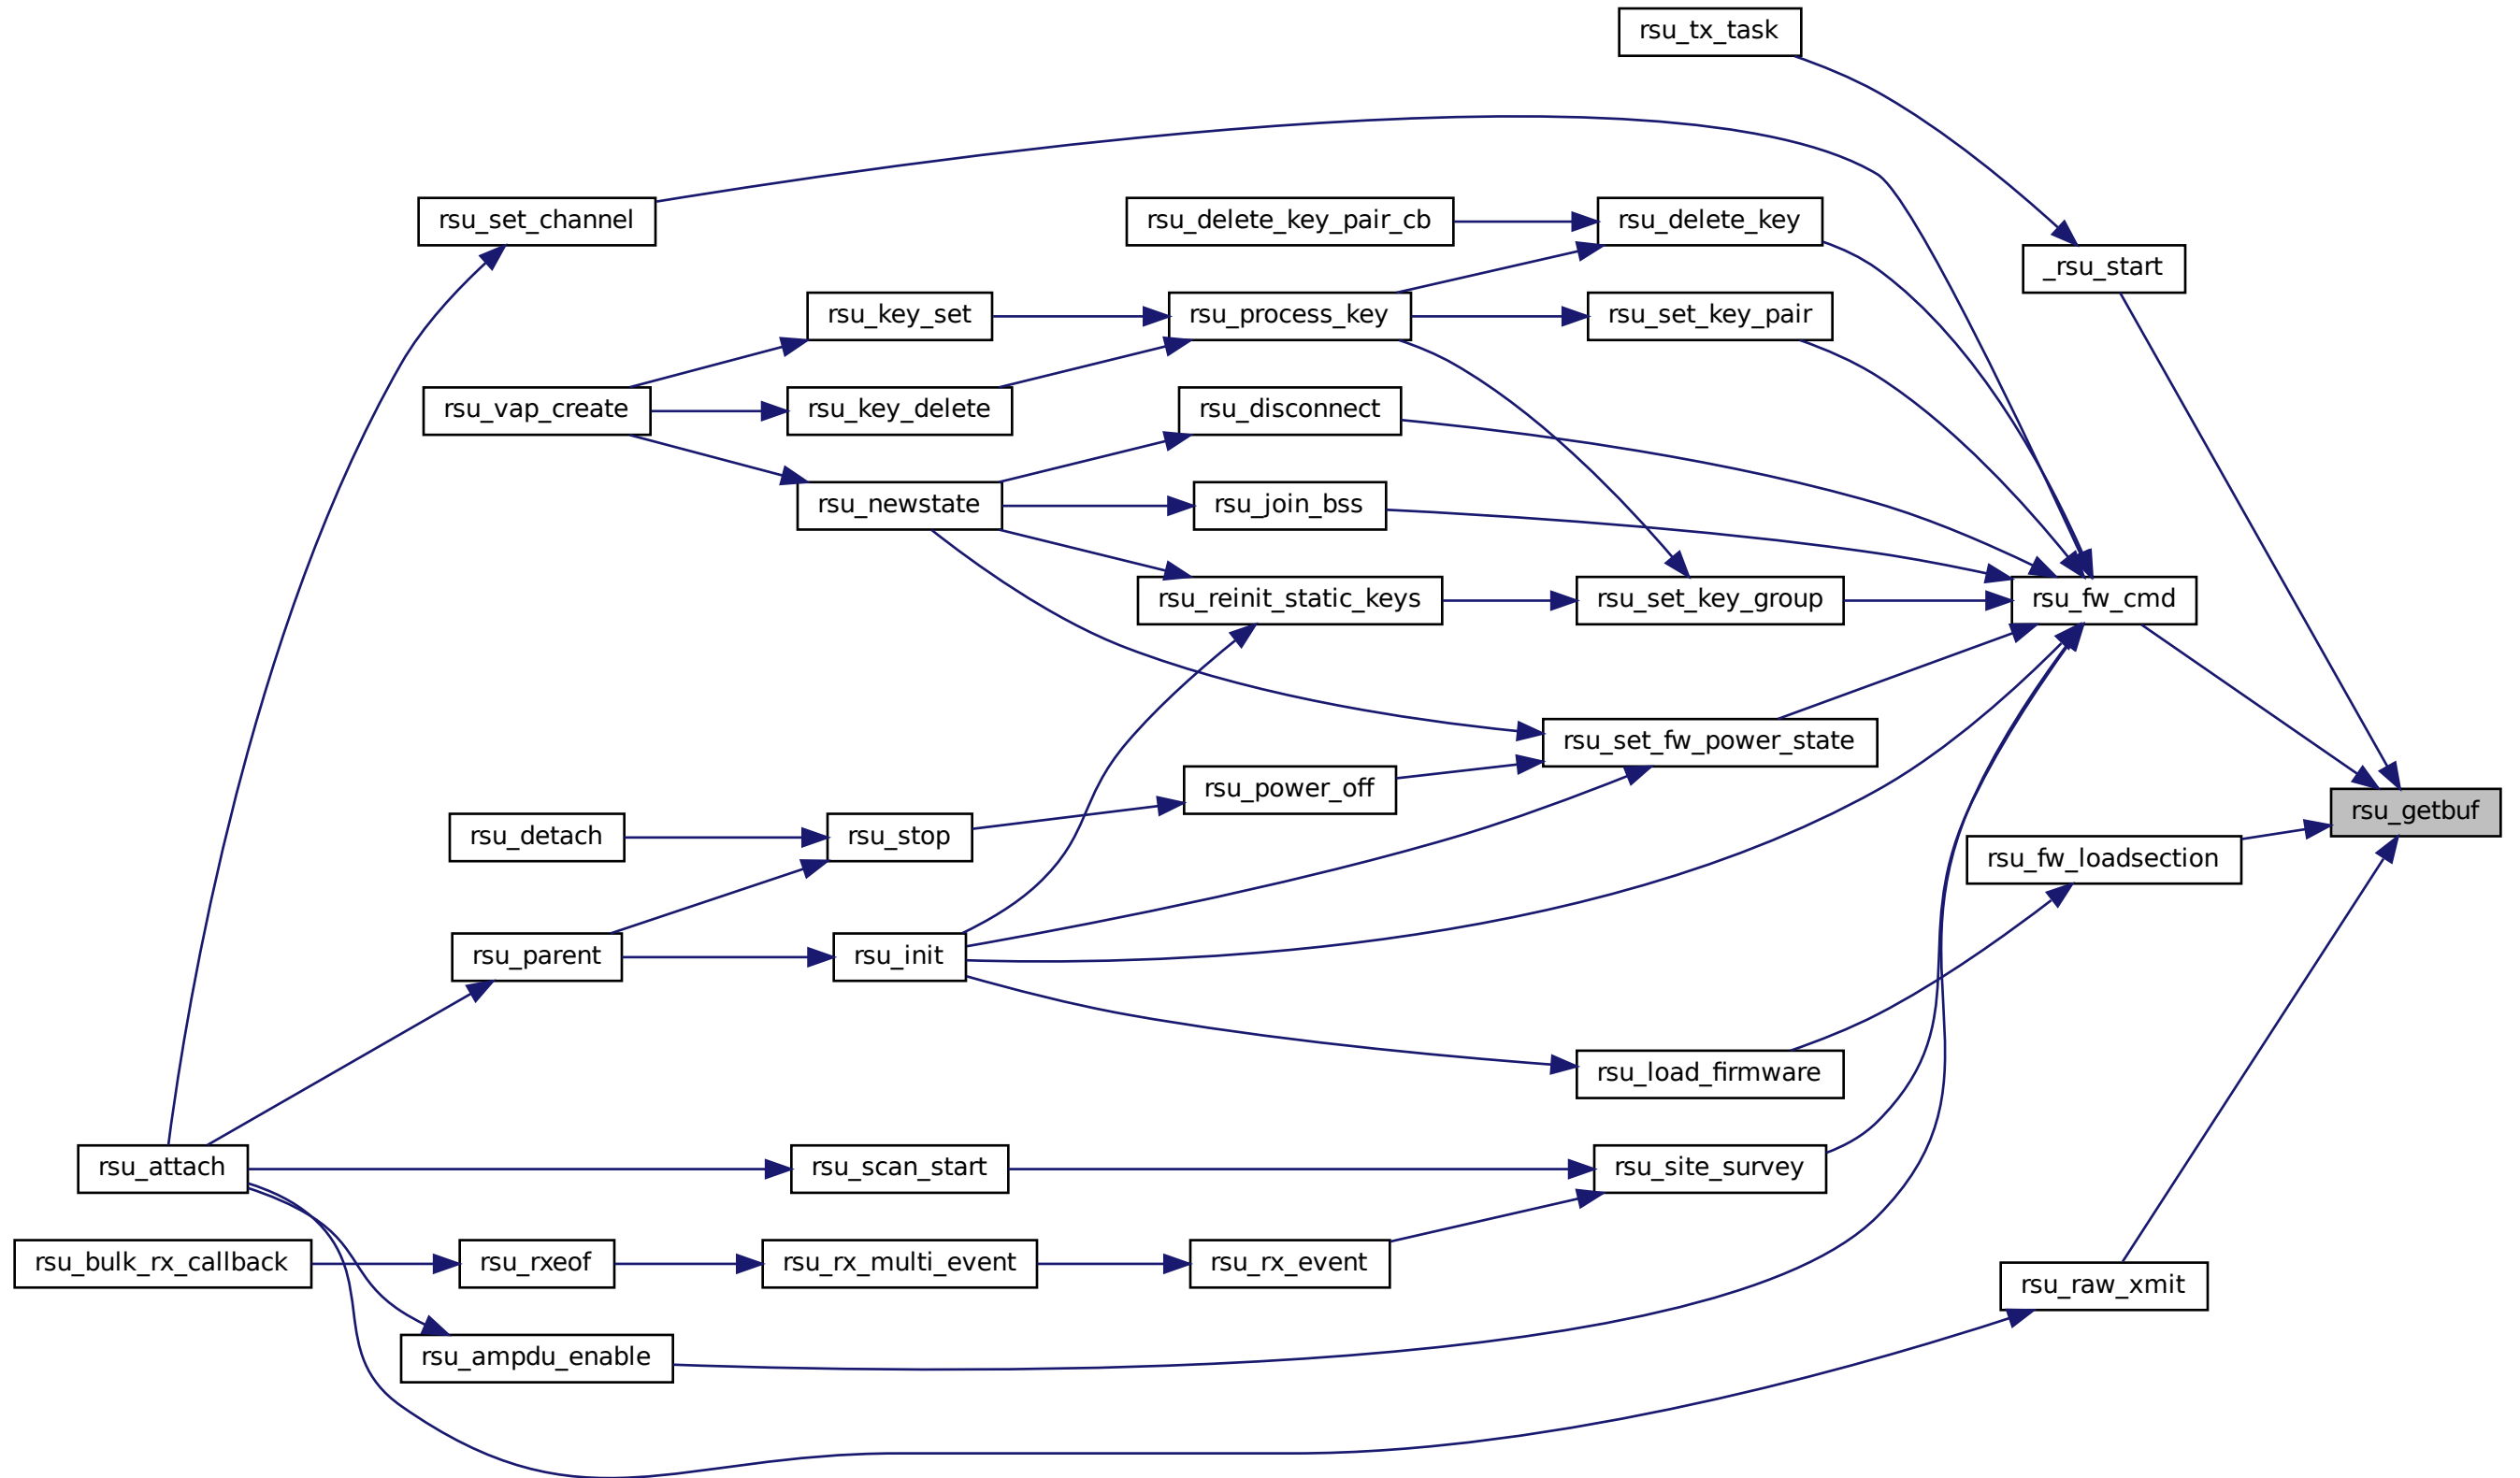 rsu_tx_task
rsu_set_channel
rsu_delete_key_pair_cb
rsu_delete_key
_rsu_start
rsu_key_set
rsu_process_key
rsu_set_key_pair
rsu_vap_create
rsu_key_delete
rsu_disconnect
rsu_newstate
rsu_join_bss
rsu_reinit_static_keys
rsu_set_key_group
rsu_fw_cmd
rsu_set_fw_power_state
rsu_power_off
rsu_getbuf
rsu_detach
rsu_stop
rsu_fw_loadsection
rsu_parent
rsu_init
rsu_load_firmware
rsu_attach
rsu_scan_start
rsu_site_survey
rsu_bulk_rx_callback
rsu_rxeof
rsu_rx_multi_event
rsu_rx_event
rsu_raw_xmit
rsu_ampdu_enable